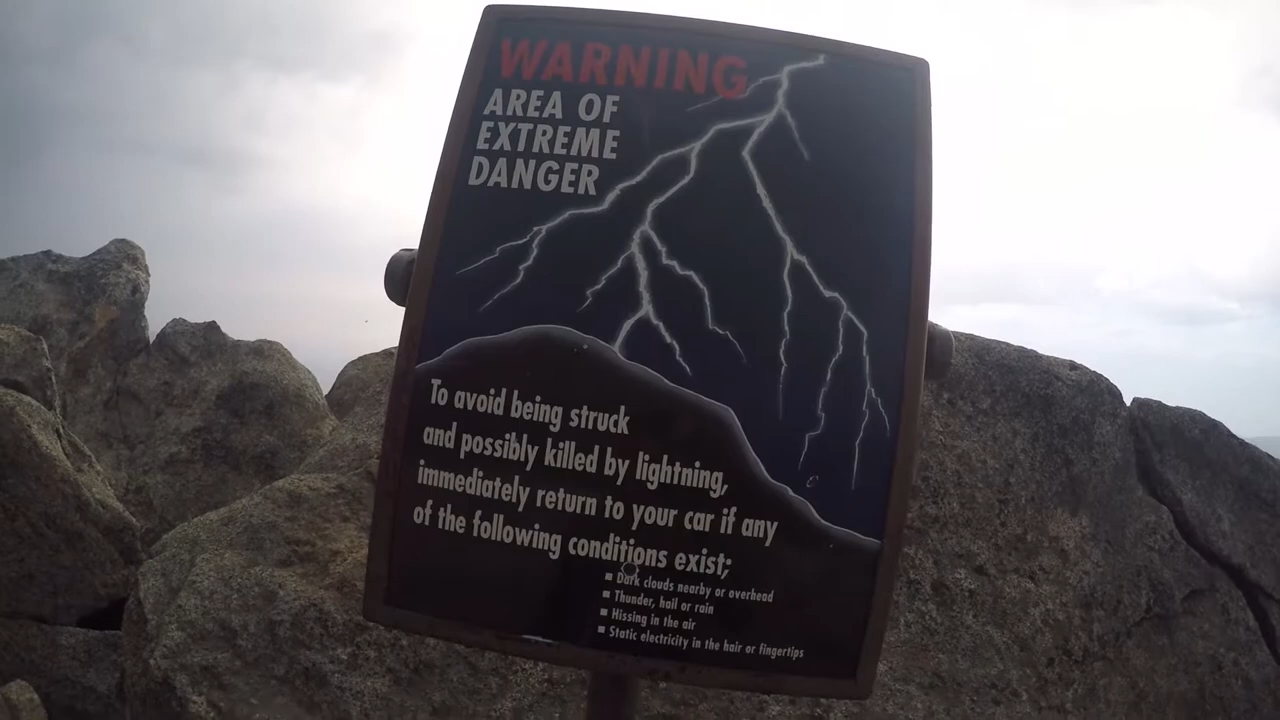 WARNING
AREA OF
EXTREME
DANGER
To avoid being struck
and possibly killed by lightning,
immediately return to your car if any
of the following conditions exist;
■ Dark clouds nearby or overhead
■ Thunder, hail or rain
■ Hissing in the air
■ Static electricity in the hair or fingertips